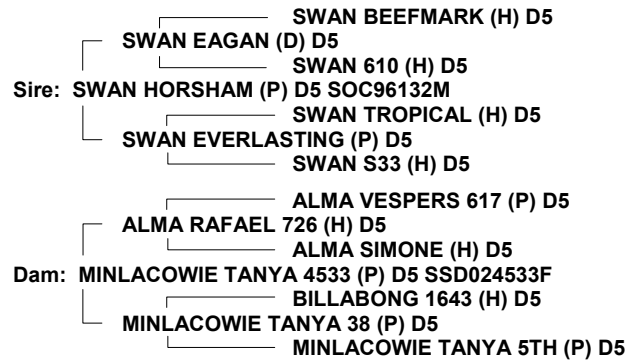 SWAN BEEFMARK (H) D5
SWAN EAGAN (D) D5
SWAN 610 (H) D5
Sire: SWAN HORSHAM (P) D5 SOC96132M
SWAN TROPICAL (H) D5
SWAN EVERLASTING (P) D5
SWAN S33 (H) D5
ALMA VESPERS 617 (P) D5
ALMA RAFAEL 726 (H) D5
ALMA SIMONE (H) D5
Dam: MINLACOWIE TANYA 4533 (P) D5 SSD024533F
BILLABONG 1643 (H) D5
MINLACOWIE TANYA 38 (P) D5
MINLACOWIE TANYA 5TH (P) D5